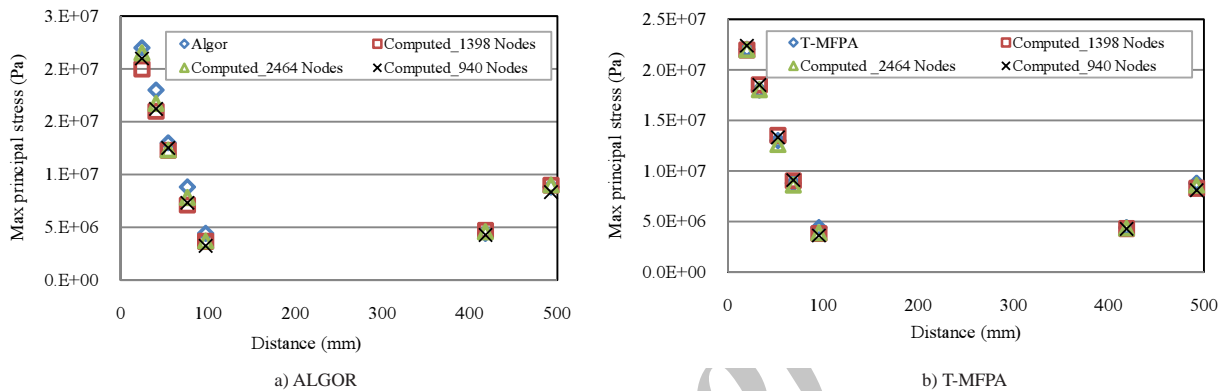 3.E+07
2.E+07
2.E+07
1.E+07
5.E+06
0.E+00
Max principal stress (Pa)
Algor
Computed_1398 Nodes
Computed_2464 Nodes
Computed_940 Nodes
0 100 200 300 400 500
Distance (mm)
a) ALGOR
2.5E+07
2.0E+07
1.5E+07
1.0E+07
5.0E+06
0.0E+00
Max principal stress (Pa)
T-MFPA
Computed_1398 Nodes
Computed _2464 Nodes
Computed_940 Nodes
0 100 200 300 400 500
Distance (mm)
b) T-MFPA